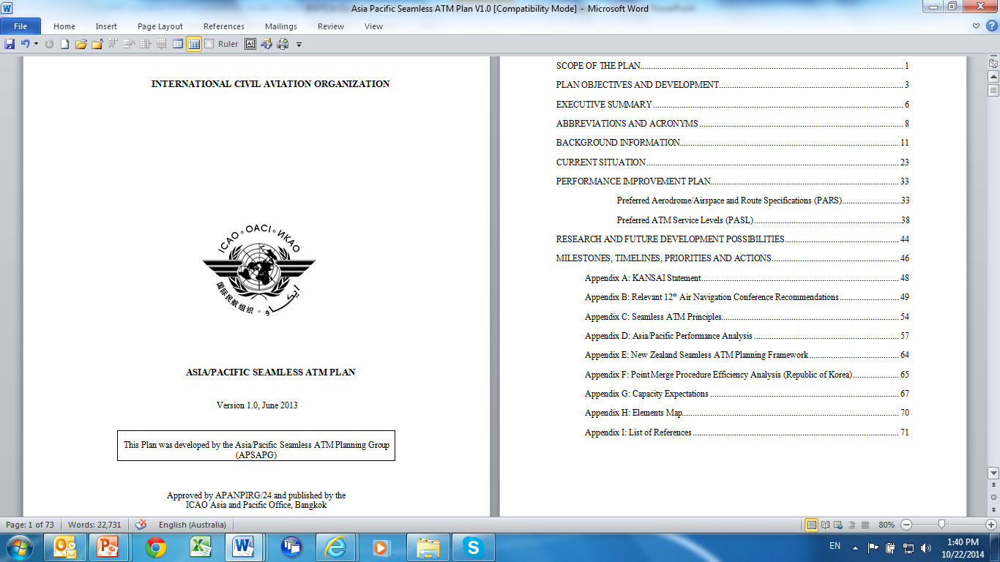 Asia Pacific Seamless ATM Plan V1.0 [Compatibility Mode] - Microsoft Word
File Home Insert Page Layout References Mailings Review View
Ruler
INTERNATIONAL CIVIL AVIATION ORGANIZATION
ICAO◦OACI◦ИКАО
国际民航组织◦إيكاو
ASIA/PACIFIC SEAMLESS ATM PLAN
Version 1.0, June 2013
This Plan was developed by the Asia/Pacific Seamless ATM Planning Group
(APSAPG)
Approved by APANPIRG/24 and published by the
ICAO Asia and Pacific Office, Bangkok
SCOPE OF THE PLAN 1
PLAN OBJECTIVES AND DEVELOPMENT 3
EXECUTIVE SUMMARY 6
ABBREVIATIONS AND ACRONYMS 8
BACKGROUND INFORMATION 11
CURRENT SITUATION 23
PERFORMANCE IMPROVEMENT PLAN 33
Preferred Aerodrome/Airspace and Route Specifications (PARS) 33
Preferred ATM Service Levels (PASL) 38
RESEARCH AND FUTURE DEVELOPMENT POSSIBILITIES 44
MILESTONES, TIMELINES, PRIORITIES AND ACTIONS 46
Appendix A: KANSAI Statement 48
Appendix B: Relevant 12th Air Navigation Conference Recommendations 49
Appendix C: Seamless ATM Principles 54
Appendix D: Asia/Pacific Performance Analysis 57
Appendix E: New Zealand Seamless ATM Planning Framework 64
Appendix F: Point Merge Procedure Efficiency Analysis (Republic of Korea) 65
Appendix G: Capacity Expectations 67
Appendix H: Elements Map 70
Appendix I: List of References 71
Page: 1 of 73 Words: 22,731 English (Australia) 80%
EN 1:40 PM
10/22/2014